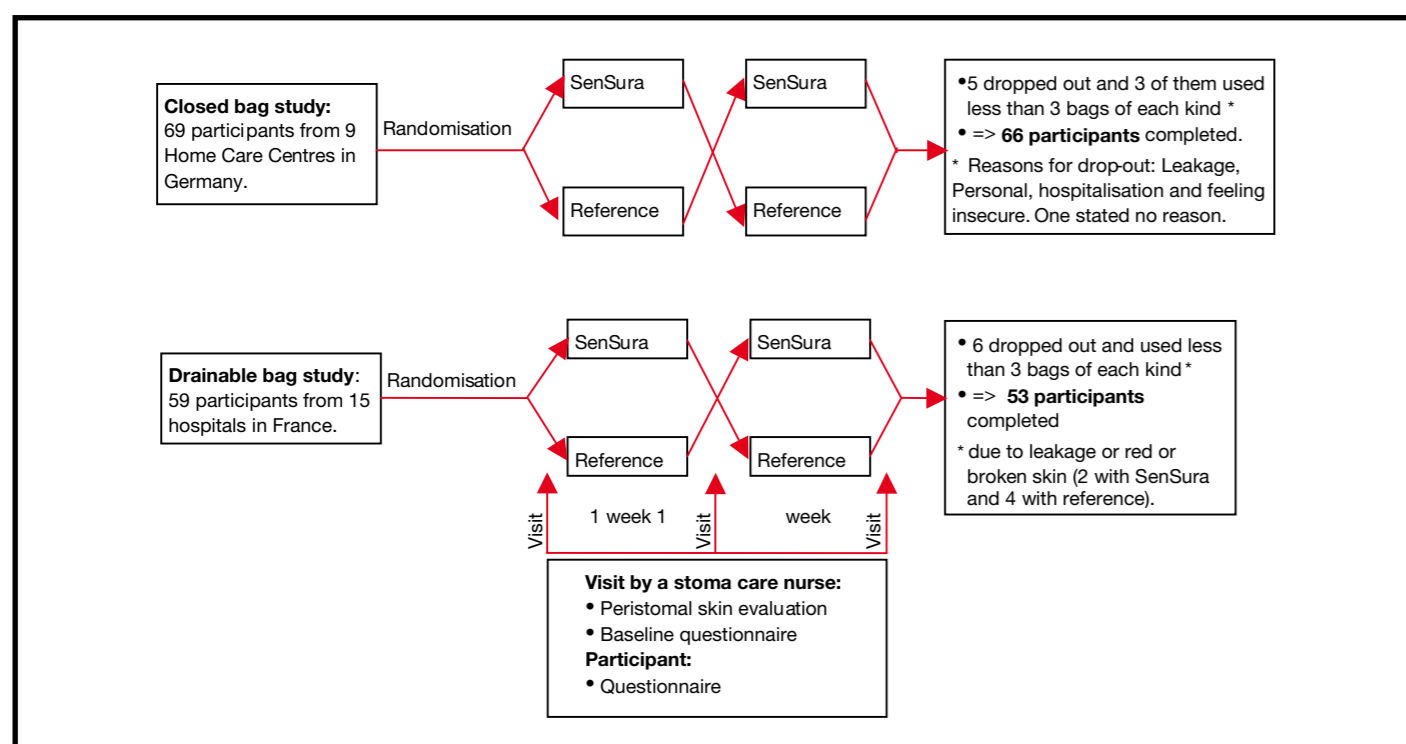 Closed bag study:
69 participants from 9
Home Care Centres in
Germany.
Randomisation
SenSura
SenSura
Reference
Reference
•5 dropped out and 3 of them used
less than 3 bags of each kind *
• => 66 participants completed.
* Reasons for drop-out: Leakage,
Personal, hospitalisation and feeling
insecure. One stated no reason.
Drainable bag study:
59 participants from 15
hospitals in France.
Randomisation
SenSura
SenSura
Reference
Reference
• 6 dropped out and used less
than 3 bags of each kind *
• => 53 participants
completed
* due to leakage or red or
broken skin (2 with SenSura
and 4 with reference).
Visit
1 week 1
Visit
week
Visit
Visit by a stoma care nurse:
• Peristomal skin evaluation
• Baseline questionnaire
Participant:
• Questionnaire